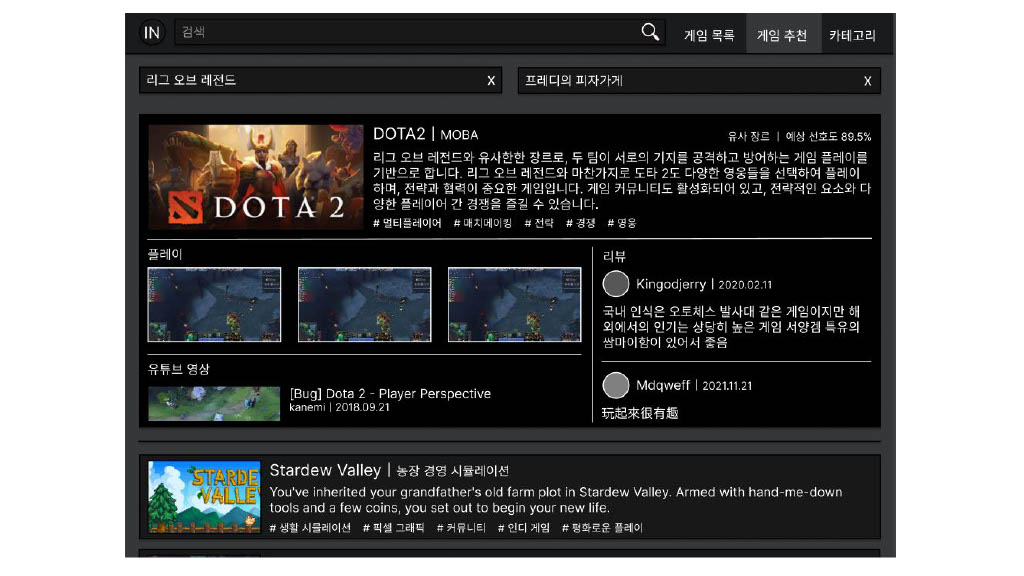 IN
검색
게임 목록
게임 추천
카테고리
리그 오브 레전드 X
프레디의 피자가게 X
DOTA 2
DOTA2 | MOBA
유사 장르 | 예상 선호도 89.5%
리그 오브 레전드와 유사한한 장르로, 두 팀이 서로의 기지를 공격하고 방어하는 게임 플레이를
기반으로 합니다. 리그 오브 레전드와 마찬가지로 도타 2도 다양한 영웅들을 선택하여 플레이
하며, 전략과 협력이 중요한 게임입니다. 게임 커뮤니티도 활성화되어 있고, 전략적인 요소와 다
양한 플레이어 간 경쟁을 즐길 수 있습니다.
# 멀티플레이어 # 매치메이킹 # 전략 # 경쟁 # 영웅
플레이
유튜브 영상
[Bug] Dota 2 - Player Perspective
kanemi | 2018.09.21
리뷰
Kingodjerry | 2020.02.11
국내 인식은 오토체스 발사대 같은 게임이지만 해
외에서의 인기는 상당히 높은 게임 서양겜 특유의
쌈마이함이 있어서 좋음
Mdqweff | 2021.11.21
玩起來很有趣
STARDEW VALLEY
Stardew Valley | 농장 경영 시뮬레이션
You've inherited your grandfather's old farm plot in Stardew Valley. Armed with hand-me-down
tools and a few coins, you set out to begin your new life.
# 생활 시뮬레이션 # 픽셀 그래픽 # 커뮤니티 # 인디 게임 # 평화로운 플레이